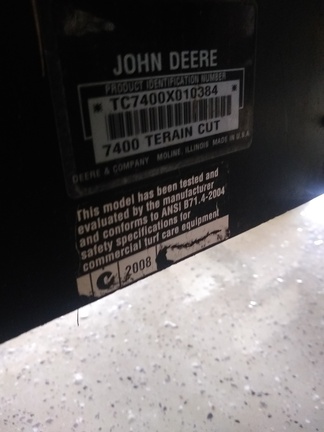 JOHN DEERE
PRODUCT IDENTIFICATION NUMBER
*TC7400X010384*
7400 TERAIN CUT
DEERE & COMPANY MOLINE, ILLINOIS MADE IN U.S.A.
This model has been tested and
evaluated by the manufacturer
and conforms to ANSI B71.4-2004
safety specifications for
commercial turf care equipment
2008